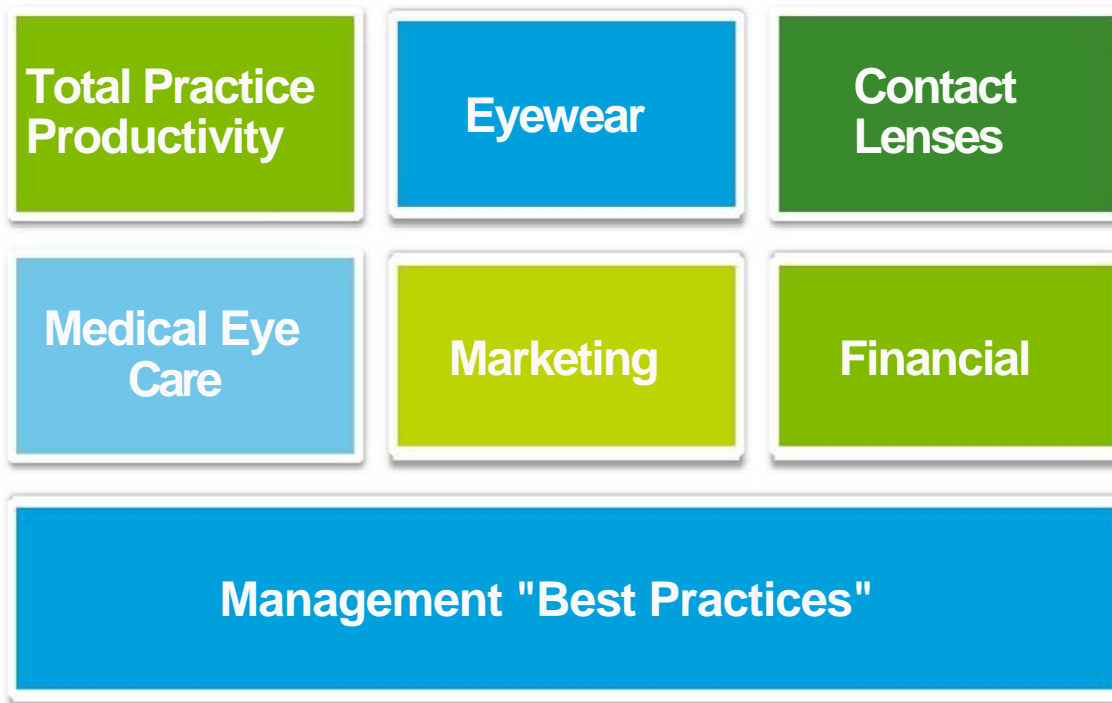 Total Practice
Productivity
Eyewear
Contact
Lenses
Medical Eye
Care
Marketing
Financial
Management "Best Practices"